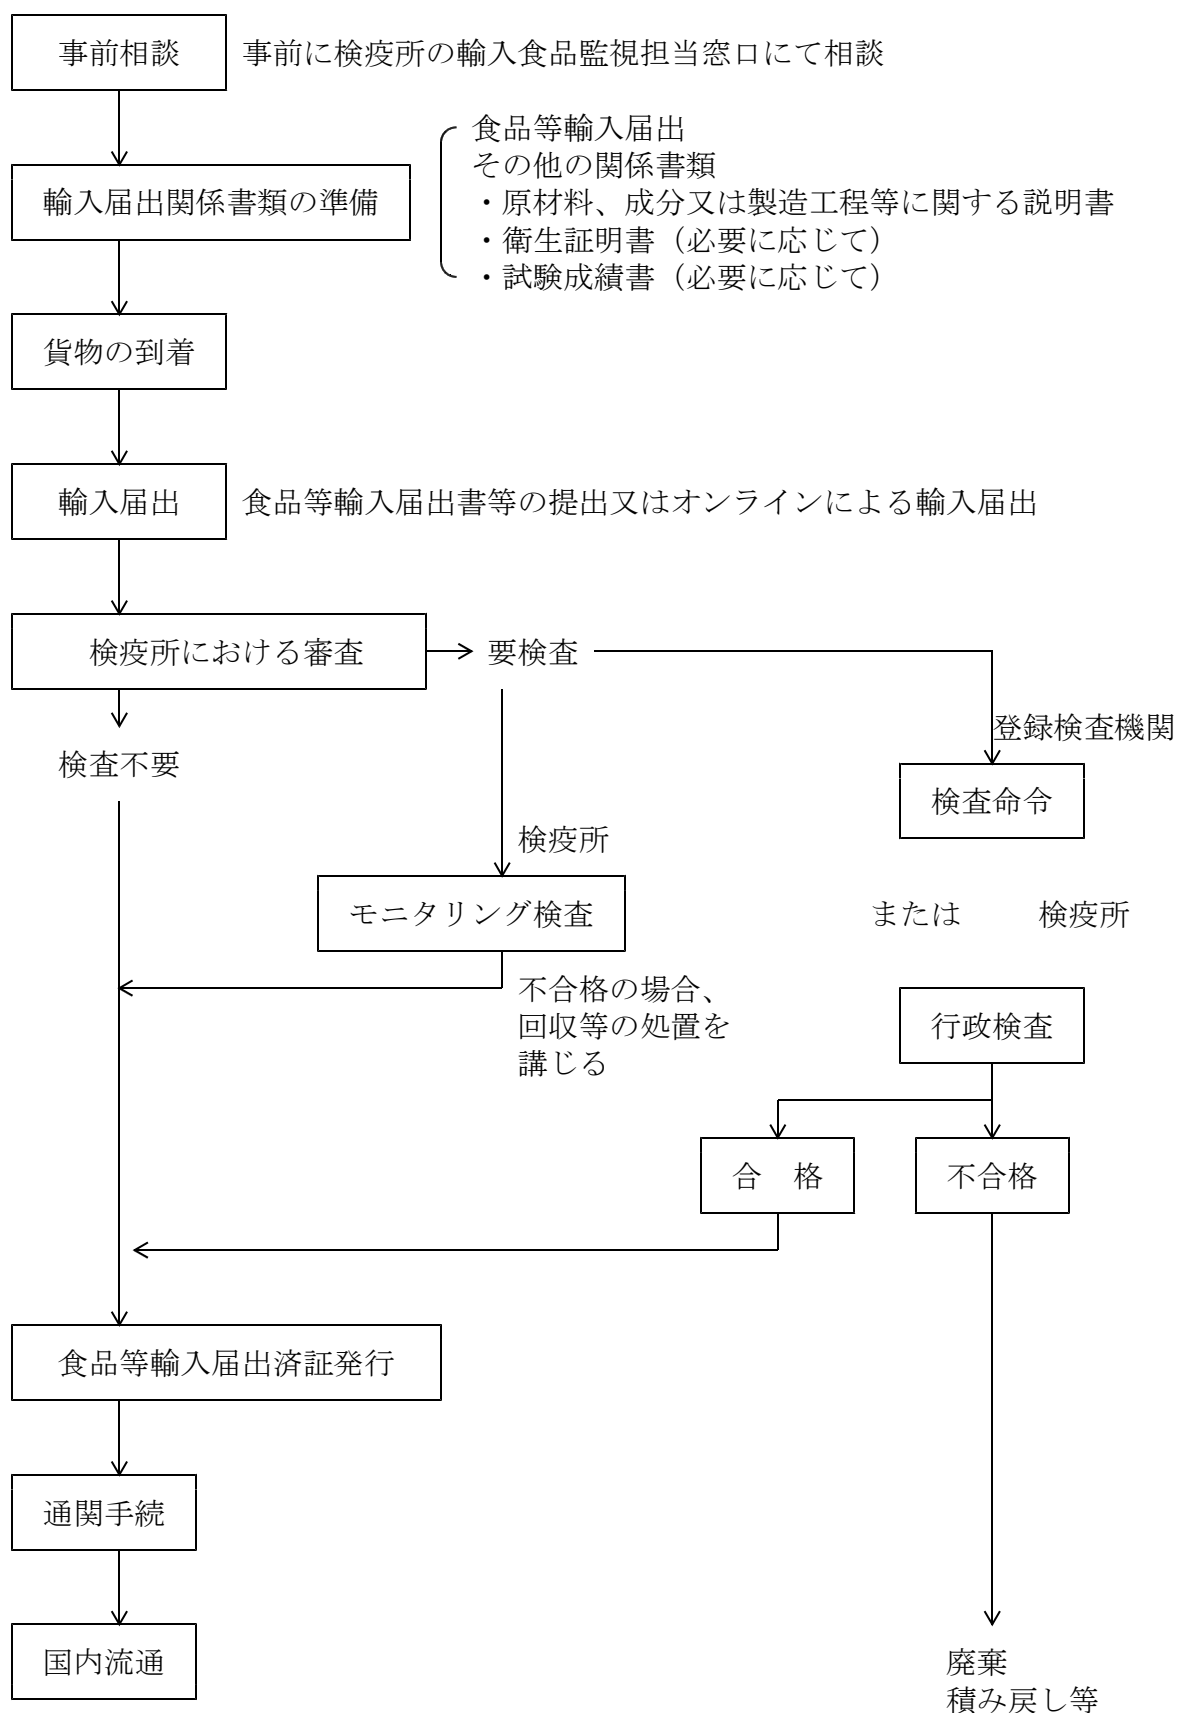 事前相談
事前に検疫所の輸入食品監視担当窓口にて相談
食品等輸入届出
その他の関係書類
・原材料、成分又は製造工程等に関する説明書
・衛生証明書（必要に応じて）
・試験成績書（必要に応じて）
輸入届出関係書類の準備
貨物の到着
輸入届出
食品等輸入届出書等の提出又はオンラインによる輸入届出
検疫所における審査
要検査
登録検査機関
検査不要
検査命令
検疫所
モニタリング検査
または　　検疫所
不合格の場合、
回収等の処置を
講じる
行政検査
合　格
不合格
食品等輸入届出済証発行
通関手続
国内流通
廃棄
積み戻し等